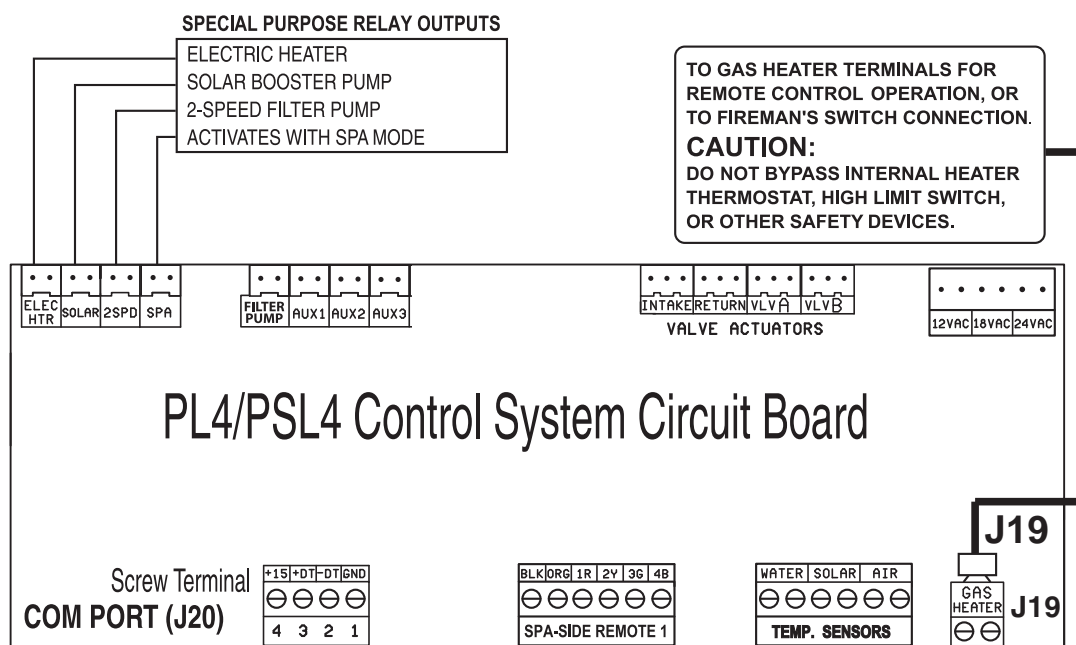 SPECIAL PURPOSE RELAY OUTPUTS
ELECTRIC HEATER
SOLAR BOOSTER PUMP
2-SPEED FILTER PUMP
ACTIVATES WITH SPA MODE
TO GAS HEATER TERMINALS FOR
REMOTE CONTROL OPERATION, OR
TO FIREMAN'S SWITCH CONNECTION.
CAUTION:
DO NOT BYPASS INTERNAL HEATER
THERMOSTAT, HIGH LIMIT SWITCH,
OR OTHER SAFETY DEVICES.
ELEC
HTR
SOLAR
2SPD
SPA
FILTER
PUMP
AUX1
AUX2
AUX3
INTAKE
RETURN
VLVA
VLVB
VALVE ACTUATORS
12VAC
18VAC
24VAC
PL4/PSL4 Control System Circuit Board
Screw Terminal
COM PORT (J20)
+15 +DT -DT GND
4 3 2 1
BLK ORG 1R 2Y 3G 4B
SPA-SIDE REMOTE 1
WATER SOLAR AIR
TEMP. SENSORS
J19
GAS
HEATER
J19